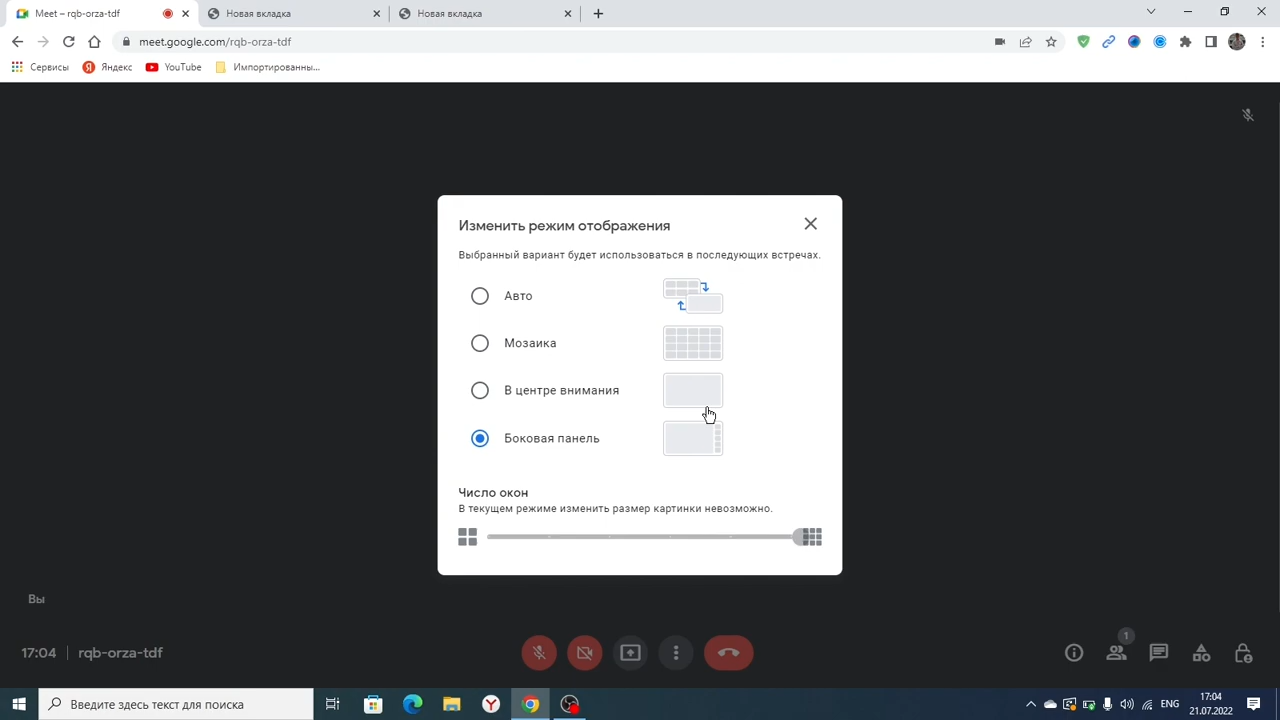 Meet – rqb-orza-tdf
Новая вкладка
Новая вкладка
meet.google.com/rqb-orza-tdf
Сервисы
Яндекс
YouTube
Импортированны...
Изменить режим отображения
Выбранный вариант будет использоваться в последующих встречах.
Авто
Мозаика
В центре внимания
Боковая панель
Число окон
В текущем режиме изменить размер картинки невозможно.
Вы
17:04 | rqb-orza-tdf
1
Введите здесь текст для поиска
ENG
17:04
21.07.2022